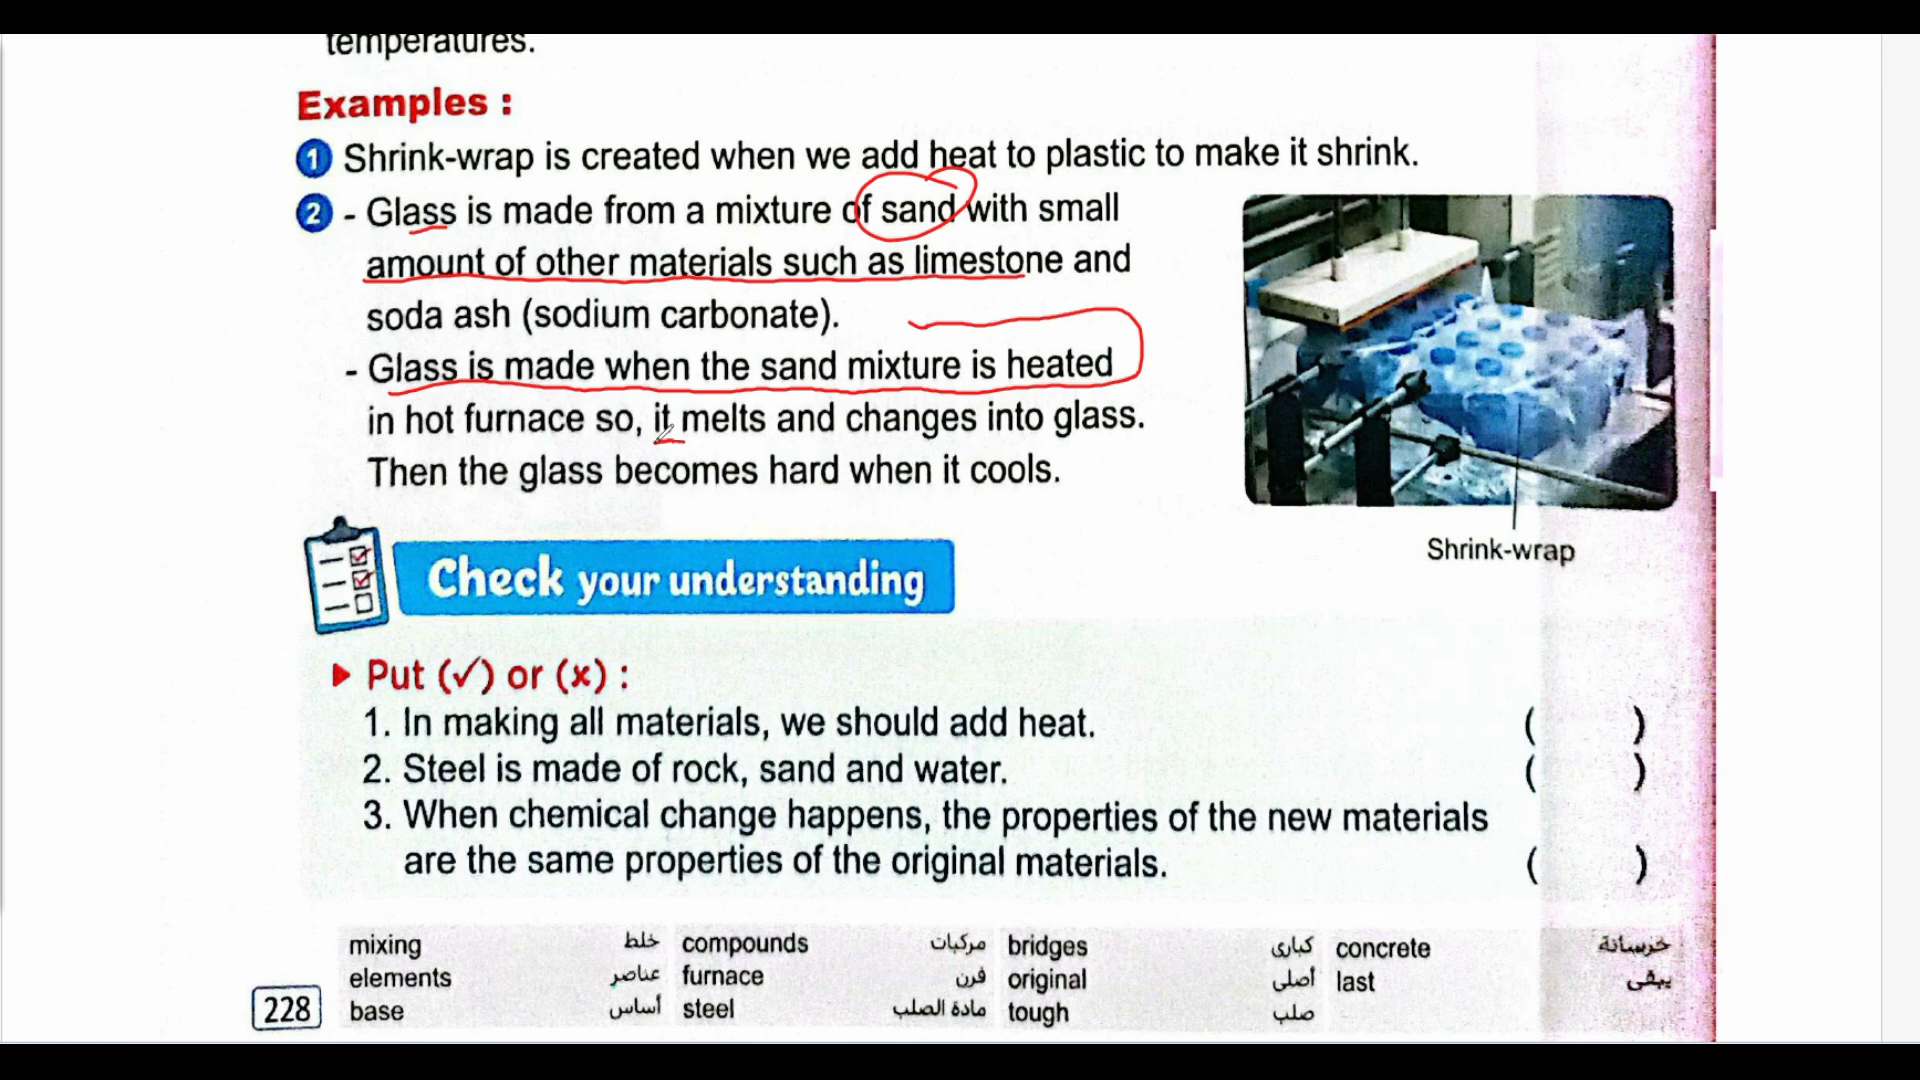 temperatures.
Examples :
1 Shrink-wrap is created when we add heat to plastic to make it shrink.
2 - Glass is made from a mixture of sand with small
amount of other materials such as limestone and
soda ash (sodium carbonate).
- Glass is made when the sand mixture is heated
in hot furnace so, it melts and changes into glass.
Then the glass becomes hard when it cools.
Shrink-wrap
Check your understanding
Put (✓) or (x) :
1. In making all materials, we should add heat. ( )
2. Steel is made of rock, sand and water. ( )
3. When chemical change happens, the properties of the new materials
are the same properties of the original materials. ( )
mixing خلط compounds مركبات bridges كبارى concrete خرسانة
elements عناصر furnace فرن original أصلى last يبقى
base أساس steel مادة الصلب tough صلب
228